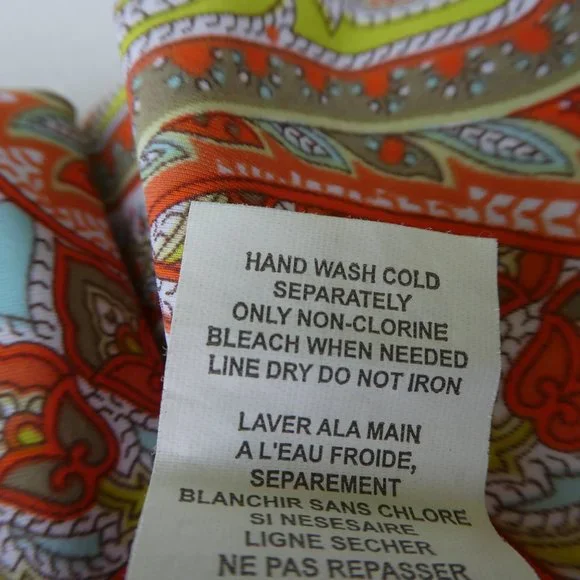 HAND WASH COLD
SEPARATELY
ONLY NON-CLORINE
BLEACH WHEN NEEDED
LINE DRY DO NOT IRON
LAVER ALA MAIN
A L'EAU FROIDE,
SEPAREMENT
BLANCHIR SANS CHLORE
SI NESESAIRE
LIGNE SECHER
NE PAS REPASSER